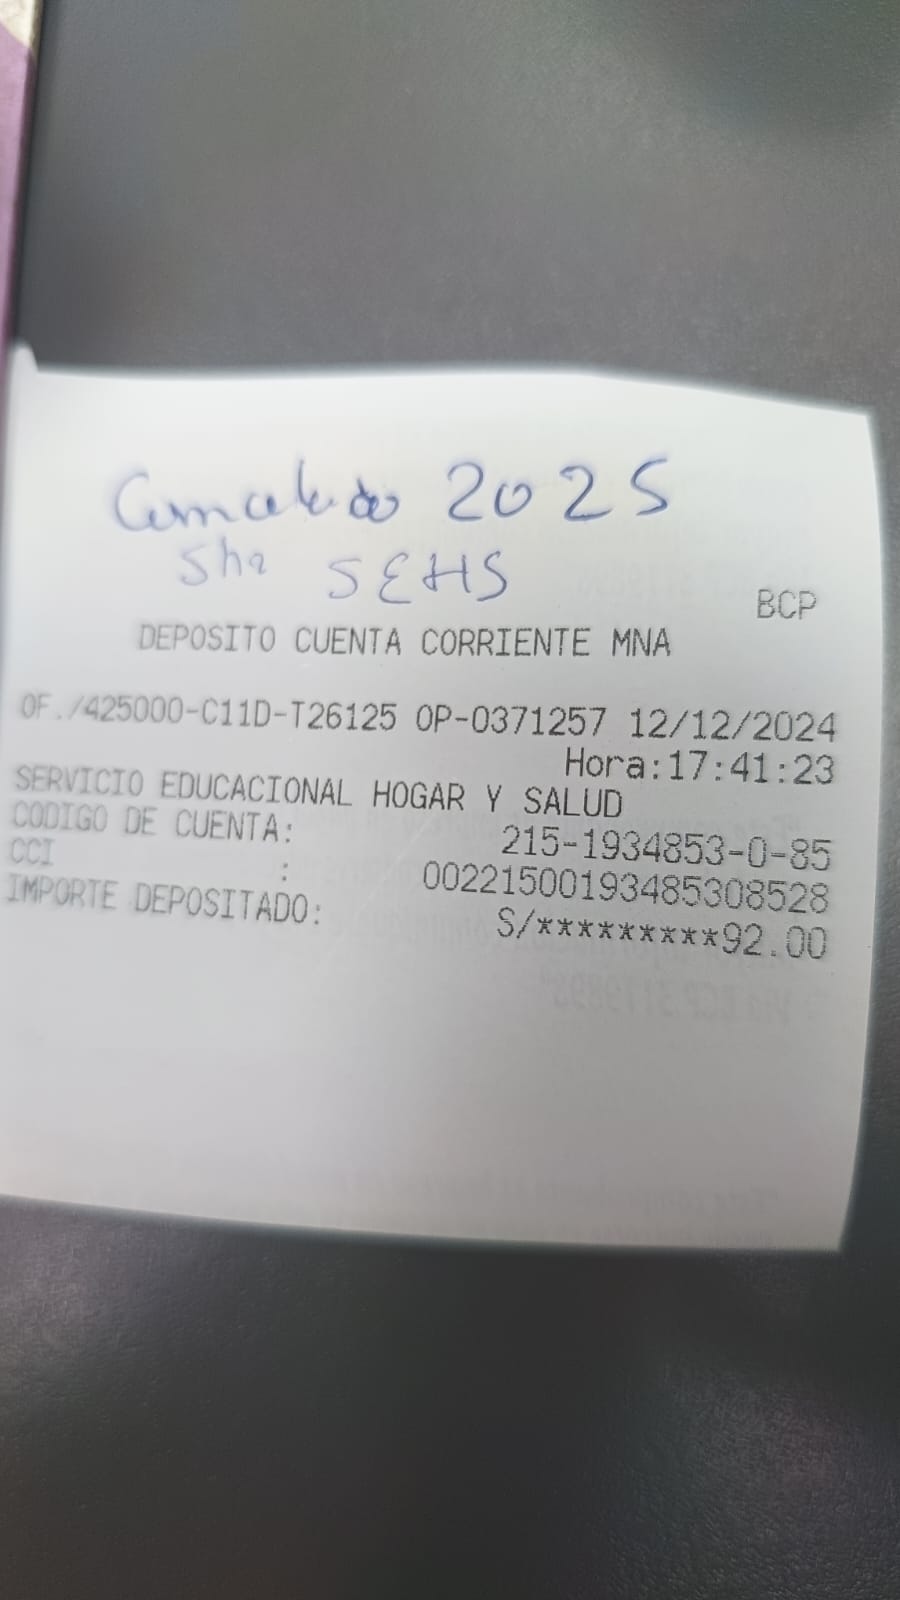 2025
SEHS
BCP
DEPOSITO CUENTA CORRIENTE MNA
OF./425000-C11D-T26125 OP-0371257 12/12/2024
Hora:17:41:23
SERVICIO EDUCACIONAL HOGAR Y SALUD
CODIGO DE CUENTA: 215-1934853-0-85
CCI : 00221500193485308528
IMPORTE DEPOSITADO: S/*********92.00